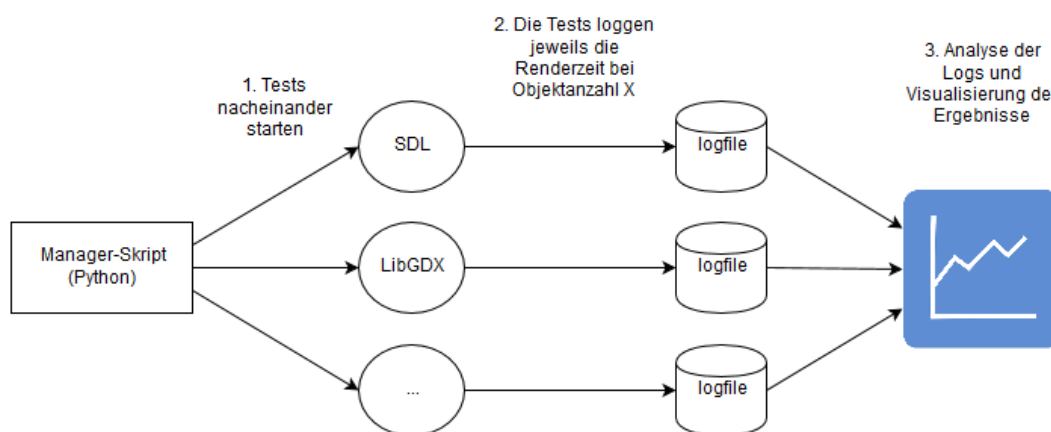 2. Die Tests loggen
jeweils die
Renderzeit bei
Objektanzahl X
3. Analyse der
Logs und
Visualisierung de
Ergebnisse
1. Tests
nacheinander
starten
SDL
logfile
Manager-Skript
(Python)
LibGDX
logfile
...
logfile